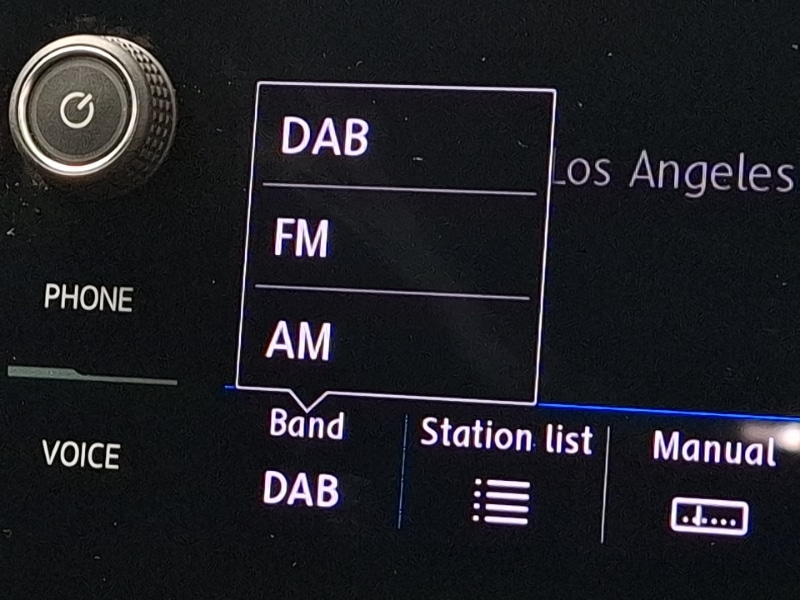 DAB
Los Angeles
FM
PHONE
AM
Band
Station list
Manual
VOICE
DAB